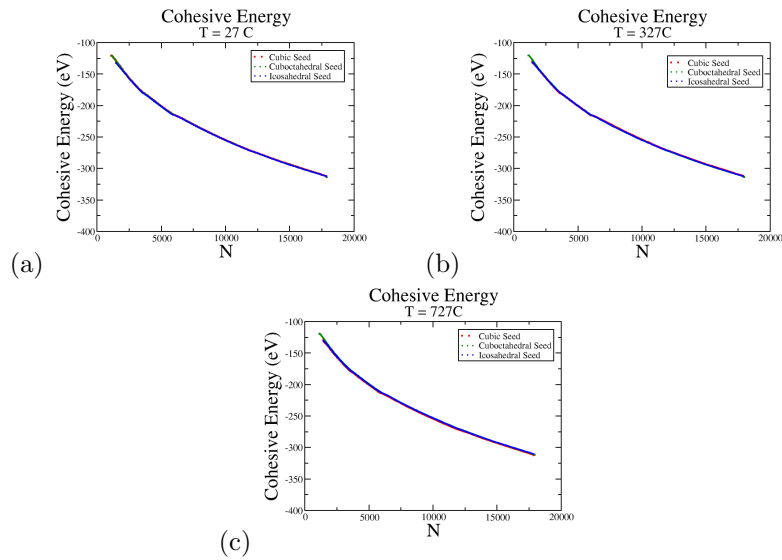 Cohesive Energy
T = 27 C
Cohesive Energy (eV)
-100
-150
-200
-250
-300
-350
-400
0
5000
10000
15000
20000
N
Cubic Seed
Cuboctahedral Seed
Icosahedral Seed
(a)
Cohesive Energy
T = 327C
Cohesive Energy (eV)
-100
-150
-200
-250
-300
-350
-400
0
5000
10000
15000
20000
N
Cubic Seed
Cuboctahedral Seed
Icosahedral Seed
(b)
Cohesive Energy
T = 727C
Cohesive Energy (eV)
-100
-150
-200
-250
-300
-350
-400
0
5000
10000
15000
20000
N
Cubic Seed
Cuboctahedral Seed
Icosahedral Seed
(c)